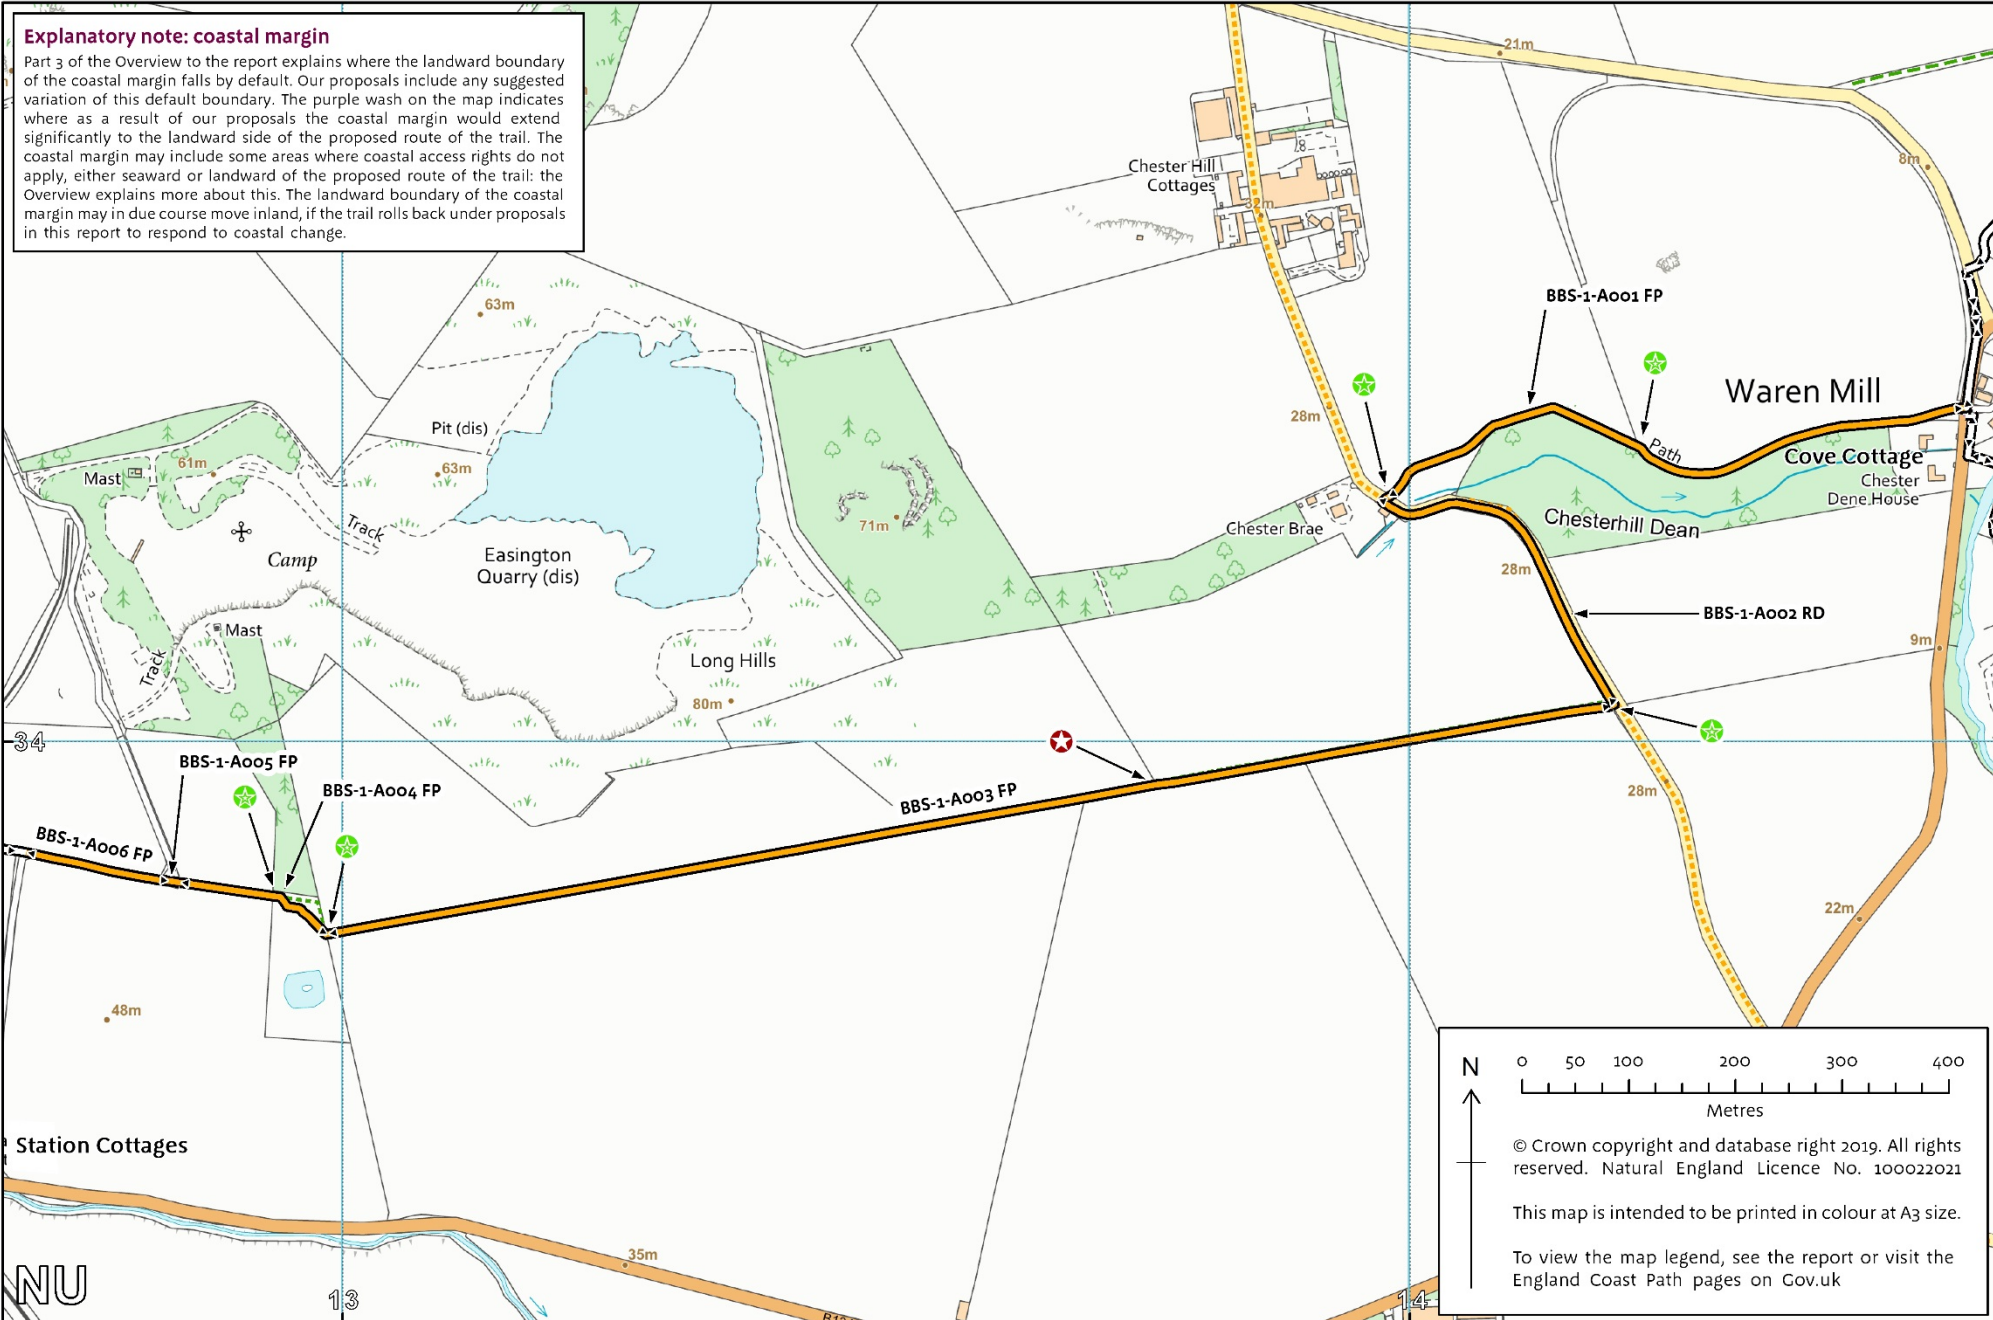 Explanatory note: coastal margin
Part 3 of the Overview to the report explains where the landward boundary
of the coastal margin falls by default. Our proposals include any suggested
variation of this default boundary. The purple wash on the map indicates
where as a result of our proposals the coastal margin would extend
significantly to the landward side of the proposed route of the trail. The
coastal margin may include some areas where coastal access rights do not
apply, either seaward or landward of the proposed route of the trail: the
Overview explains more about this. The landward boundary of the coastal
margin may in due course move inland, if the trail rolls back under proposals
in this report to respond to coastal change.
21m
8m
Chester Hill
Cottages
32m
BBS-1-A001 FP
63m
Waren Mill
28m
Pit (dis)
Path
Cove Cottage
61m
63m
Mast
Chester
Dene House
71m
Track
Chester Brae
Chesterhill Dean
Camp
Easington
Quarry (dis)
28m
BBS-1-A002 RD
Mast
9m
Track
Long Hills
80m
34
BBS-1-A005 FP
BBS-1-A004 FP
BBS-1-A003 FP
28m
BBS-1-A006 FP
22m
48m
N
0 50 100 200 300 400
Metres
Station Cottages
© Crown copyright and database right 2019. All rights
reserved. Natural England Licence No. 100022021
This map is intended to be printed in colour at A3 size.
To view the map legend, see the report or visit the
England Coast Path pages on Gov.uk
35m
NU
13
14